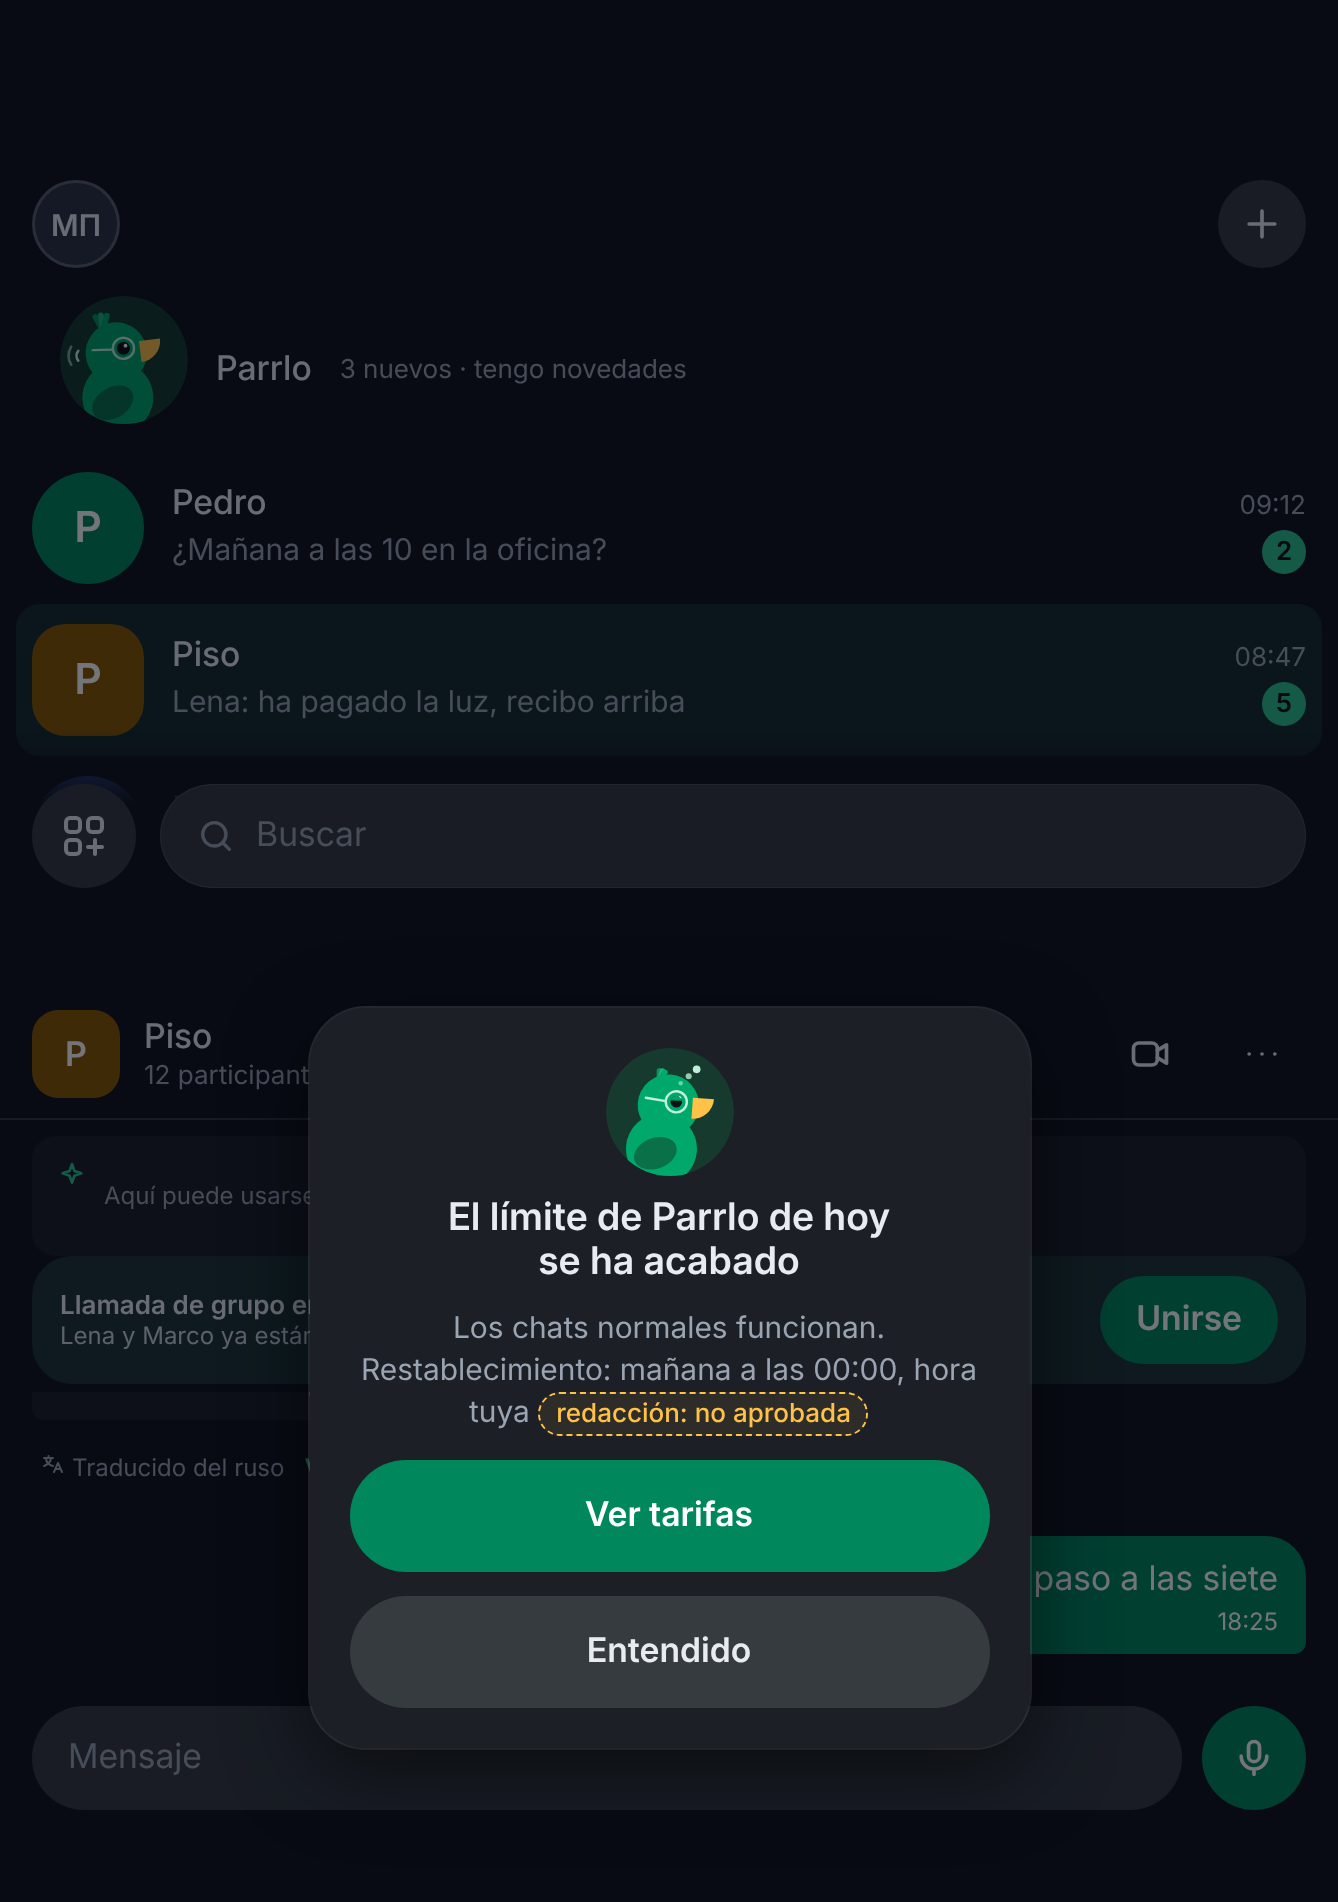 МП
Parrlo 3 nuevos · tengo novedades
P
Pedro
09:12
¿Mañana a las 10 en la oficina?
2
P
Piso
08:47
Lena: ha pagado la luz, recibo arriba
5
Buscar
P
Piso
12 participant
Aquí puede usarse
Llamada de grupo
Lena y Marco ya
Unirse
Traducido del ruso
paso a las siete
18:25
El límite de Parrlo de hoy
se ha acabado
Los chats normales funcionan.
Restablecimiento: mañana a las 00:00, hora
tuya redacción: no aprobada
Ver tarifas
Entendido
Mensaje